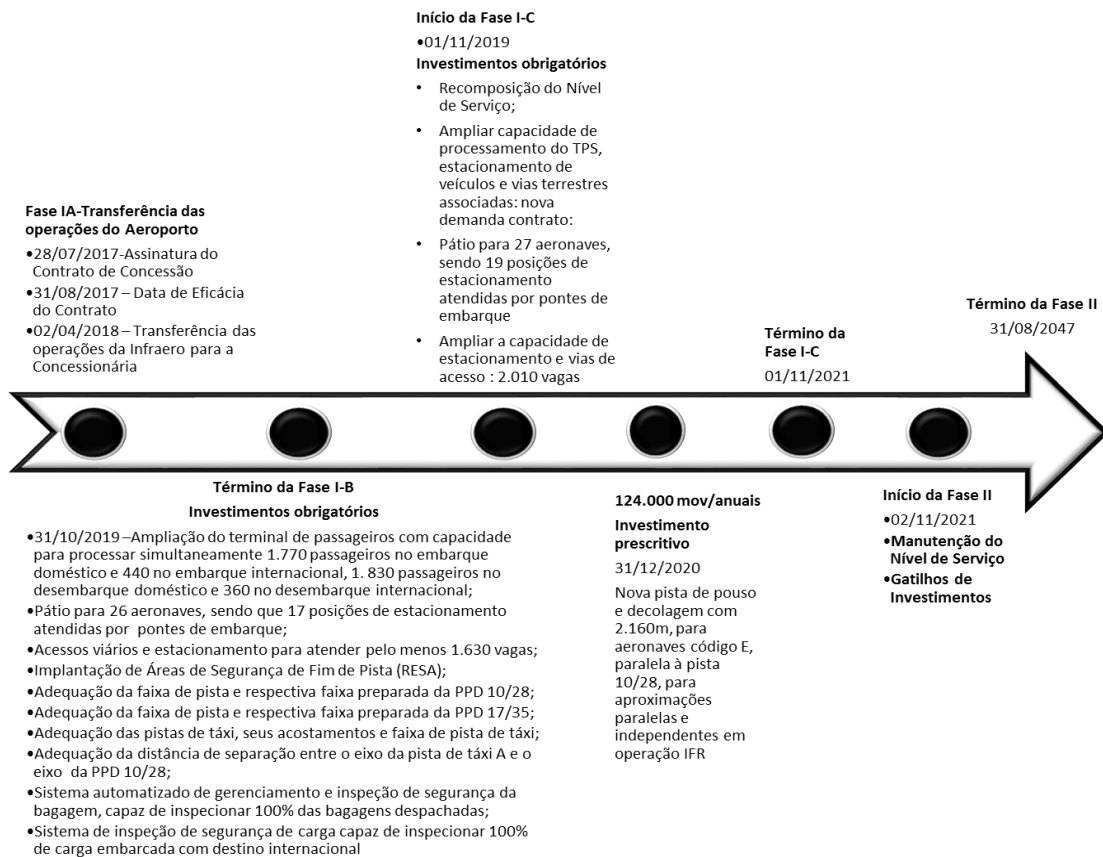 Fase IA-Transferência das
operações do Aeroporto
•28/07/2017-Assinatura do
Contrato de Concessão
•31/08/2017 – Data de Eficácia
do Contrato
•02/04/2018 – Transferência das
operações da Infraero para a
Concessionária
Término da Fase I-B
Investimentos obrigatórios
•31/10/2019 –Ampliação do terminal de passageiros com capacidade
para processar simultaneamente 1.770 passageiros no embarque
doméstico e 440 no embarque internacional, 1. 830 passageiros no
desembarque doméstico e 360 no desembarque internacional;
•Pátio para 26 aeronaves, sendo que 17 posições de estacionamento
atendidas por pontes de embarque;
•Acessos viários e estacionamento para atender pelo menos 1.630 vagas;
•Implantação de Áreas de Segurança de Fim de Pista (RESA);
•Adequação da faixa de pista e respectiva faixa preparada da PPD 10/28;
•Adequação da faixa de pista e respectiva faixa preparada da PPD 17/35;
•Adequação das pistas de táxi, seus acostamentos e faixa de pista de táxi;
•Adequação da distância de separação entre o eixo da pista de táxi A e o
eixo da PPD 10/28;
•Sistema automatizado de gerenciamento e inspeção de segurança da
bagagem, capaz de inspecionar 100% das bagagens despachadas;
•Sistema de inspeção de segurança de carga capaz de inspecionar 100%
de carga embarcada com destino internacional
Início da Fase I-C
•01/11/2019
Investimentos obrigatórios
• Recomposição do Nível
de Serviço;
• Ampliar capacidade de
processamento do TPS,
estacionamento de
veículos e vias terrestres
associadas: nova
demanda contrato:
• Pátio para 27 aeronaves,
sendo 19 posições de
estacionamento
atendidas por pontes de
embarque
• Ampliar a capacidade de
estacionamento e vias de
acesso : 2.010 vagas
124.000 mov/anuais
Investimento
prescritivo
31/12/2020
Nova pista de pouso
e decolagem com
2.160m, para
aeronaves código E,
paralela à pista
10/28, para
aproximações
paralelas e
independentes em
operação IFR
Término da
Fase I-C
01/11/2021
Início da Fase II
•02/11/2021
•Manutenção do
Nível de Serviço
•Gatilhos de
Investimentos
Término da Fase II
31/08/2047